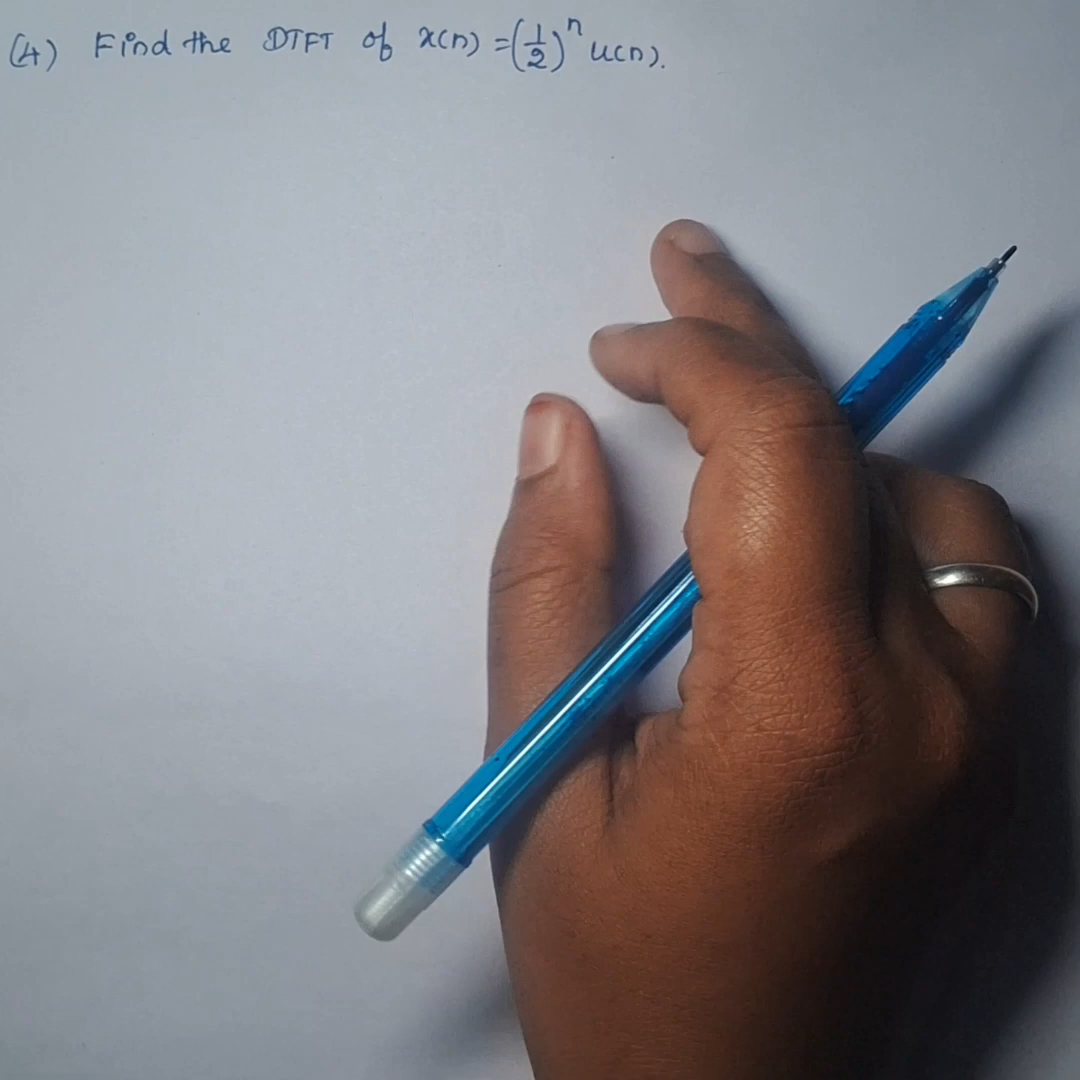 (4) Find the DTFT of x(n) = (1/2)^n u(n).